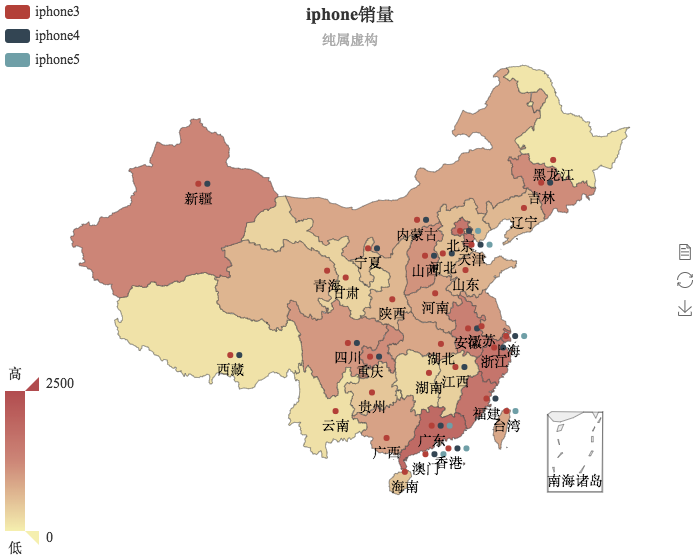 iphone3
iphone4
iphone5
iphone销量
纯属虚构
黑龙江
新疆
吉林
辽宁
内蒙古
北京
天津
宁夏
山西
河北
青海
甘肃
山东
陕西
河南
安徽
江苏
上海
四川
湖北
浙江
西藏
重庆
湖南
江西
贵州
福建
云南
台湾
广东
广西
澳门
香港
海南
南海诸岛
高
2500
0
低